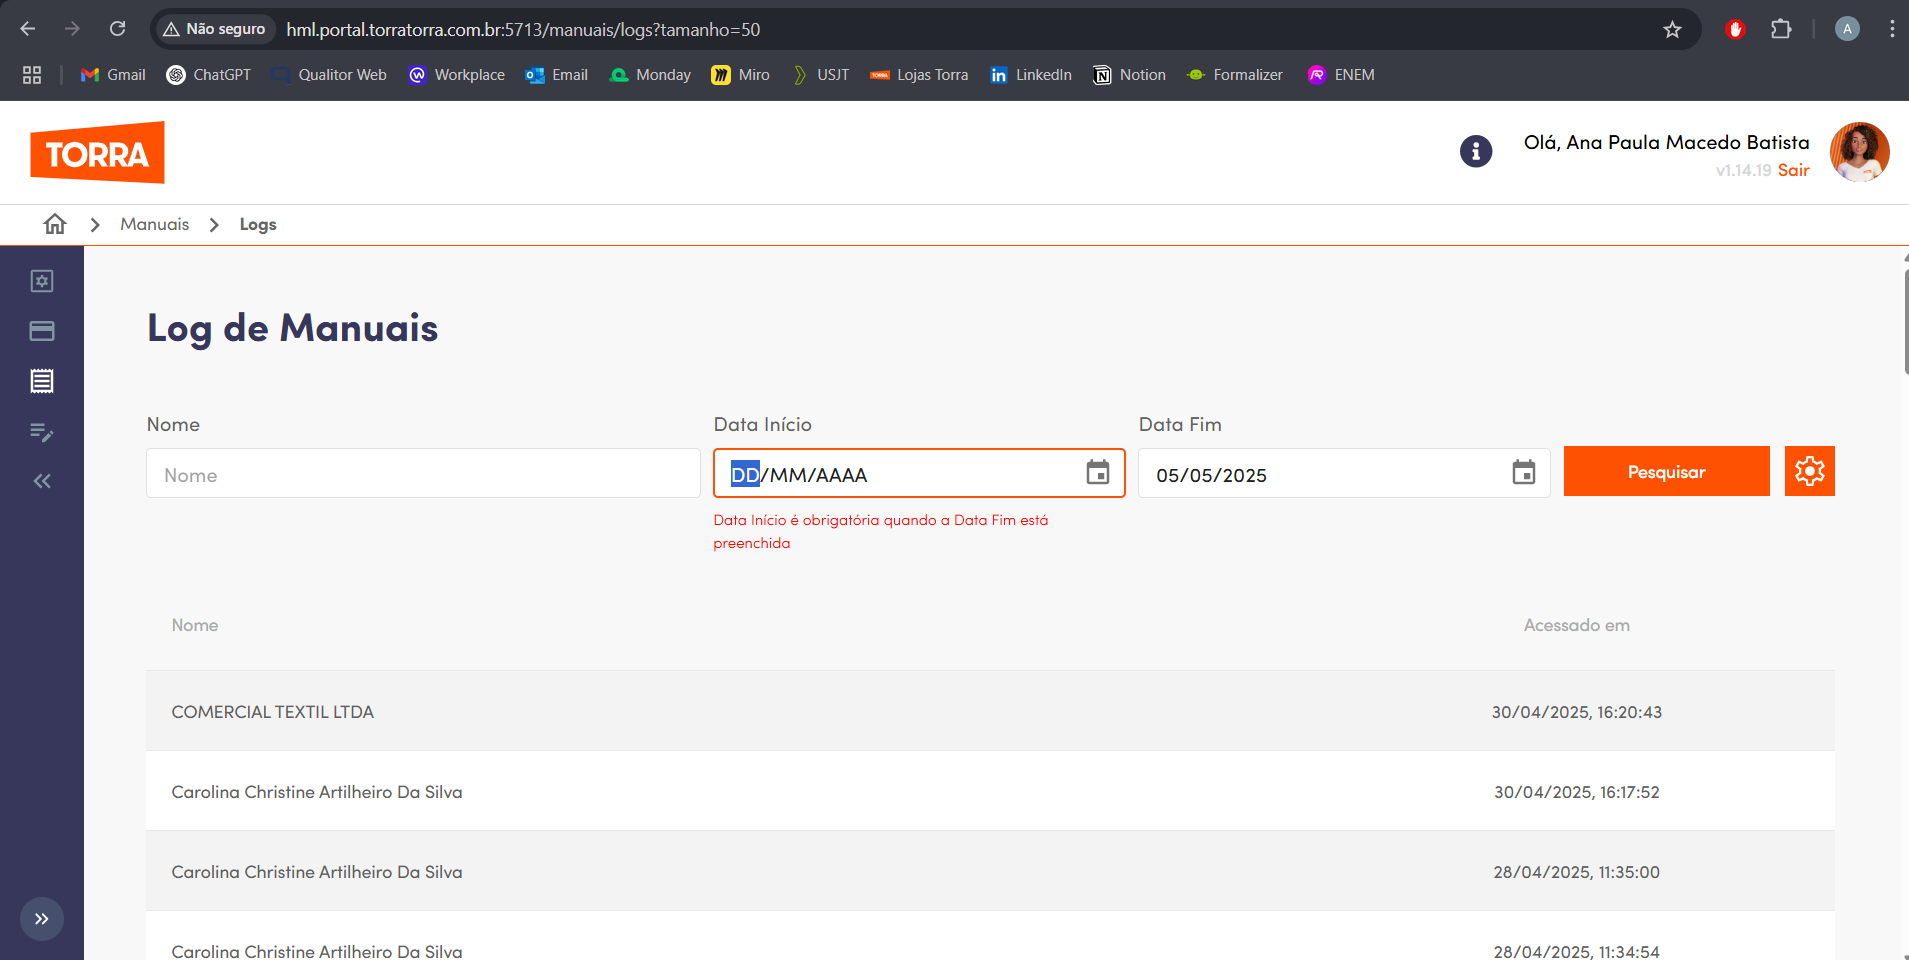 Não seguro
hml.portal.torratorra.com.br:5713/manuais/logs?tamanho=50
A
Gmail
ChatGPT
Qualitor Web
Workplace
Email
Monday
Miro
USJT
Lojas Torra
LinkedIn
Notion
Formalizer
ENEM
TORRA
Olá, Ana Paula Macedo Batista
v1.14.19 Sair
Manuais
Logs
Log de Manuais
Nome
Data Início
Data Fim
Nome
DD/MM/AAAA
05/05/2025
Pesquisar
Data Início é obrigatória quando a Data Fim está
preenchida
Nome
Acessado em
COMERCIAL TEXTIL LTDA
30/04/2025, 16:20:43
Carolina Christine Artilheiro Da Silva
30/04/2025, 16:17:52
Carolina Christine Artilheiro Da Silva
28/04/2025, 11:35:00
Carolina Christine Artilheiro Da Silva
28/04/2025, 11:34:54